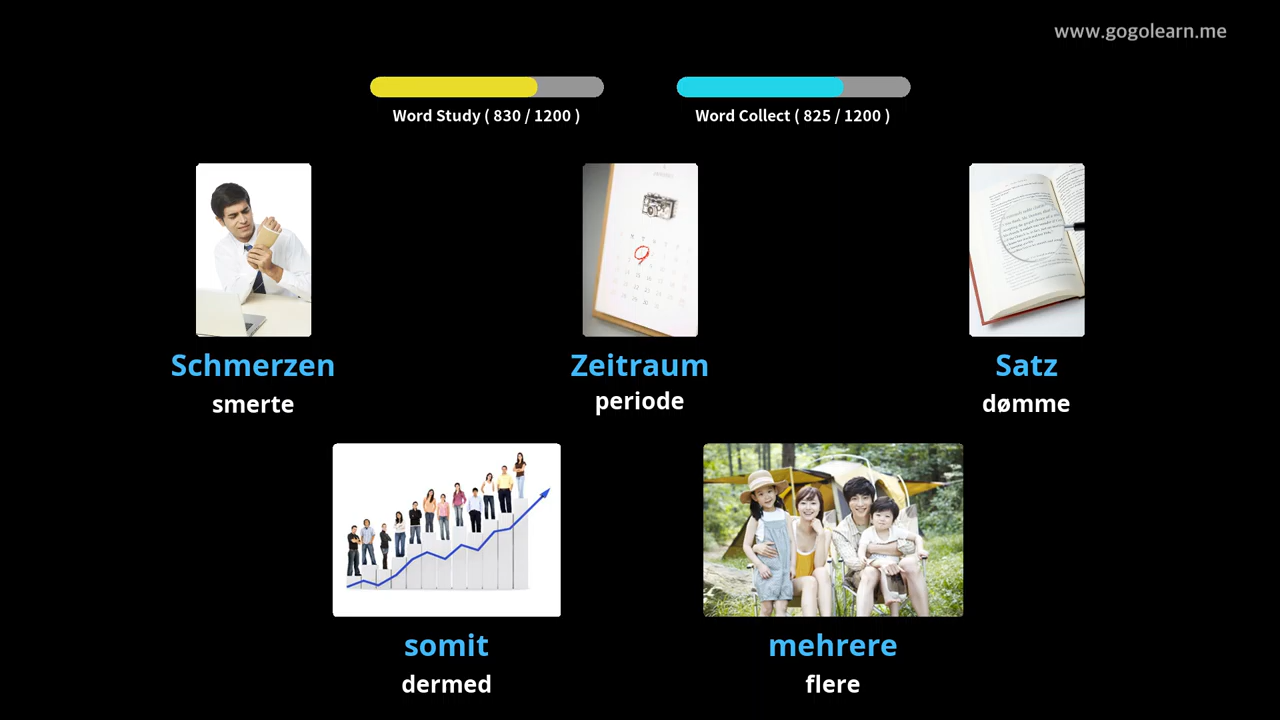 www.gogolearn.me
Word Study ( 830 / 1200 )
Word Collect ( 825 / 1200 )
Schmerzen
smerte
Zeitraum
periode
Satz
dømme
somit
dermed
mehrere
flere